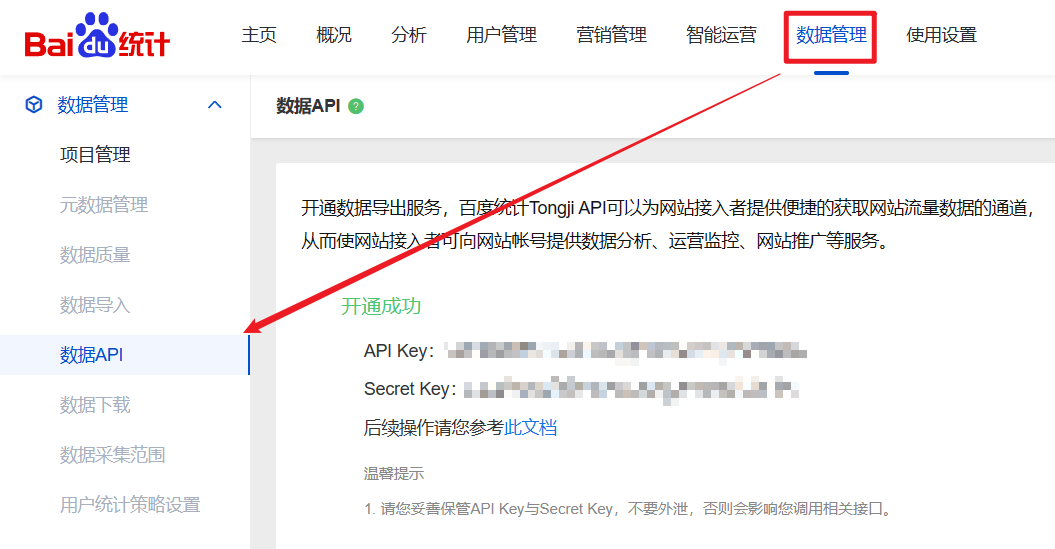 Bai du 统计
主页 概况 分析 用户管理 营销管理 智能运营 数据管理 使用设置
数据管理
项目管理
元数据管理
数据质量
数据导入
数据API
数据下载
数据采集范围
用户统计策略设置
数据API ?
开通数据导出服务，百度统计Tongji API可以为网站接入者提供便捷的获取网站流量数据的通道，
从而使网站接入者可向网站帐号提供数据分析、运营监控、网站推广等服务。
开通成功
API Key：
Secret Key：
后续操作请您参考此文档
温馨提示
1. 请您妥善保管API Key与Secret Key，不要外泄，否则会影响您调用相关接口。